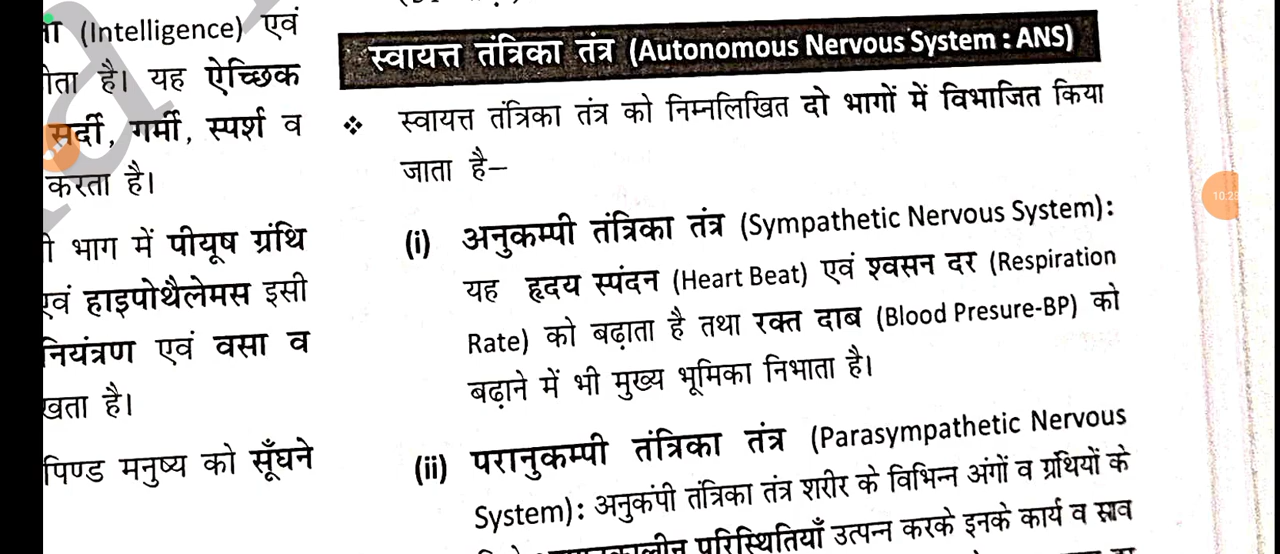 ता (Intelligence) एवं
होता है। यह ऐच्छिक
सर्दी, गर्मी, स्पर्श व
करता है।
भाग में पीयूष ग्रंथि
एवं हाइपोथैलेमस इसी
नियंत्रण एवं वसा व
रखता है।
पिण्ड मनुष्य को सूँघने
स्वायत्त तंत्रिका तंत्र (Autonomous Nervous System : ANS)
❖ स्वायत्त तंत्रिका तंत्र को निम्नलिखित दो भागों में विभाजित किया
जाता है–
(i) अनुकम्पी तंत्रिका तंत्र (Sympathetic Nervous System):
यह हृदय स्पंदन (Heart Beat) एवं श्वसन दर (Respiration
Rate) को बढ़ाता है तथा रक्त दाब (Blood Presure-BP) को
बढ़ाने में भी मुख्य भूमिका निभाता है।
(ii) परानुकम्पी तंत्रिका तंत्र (Parasympathetic Nervous
System): अनुकंपी तंत्रिका तंत्र शरीर के विभिन्न अंगों व ग्रंथियों के
परिस्थितियाँ उत्पन्न करके इनके कार्य व स्राव